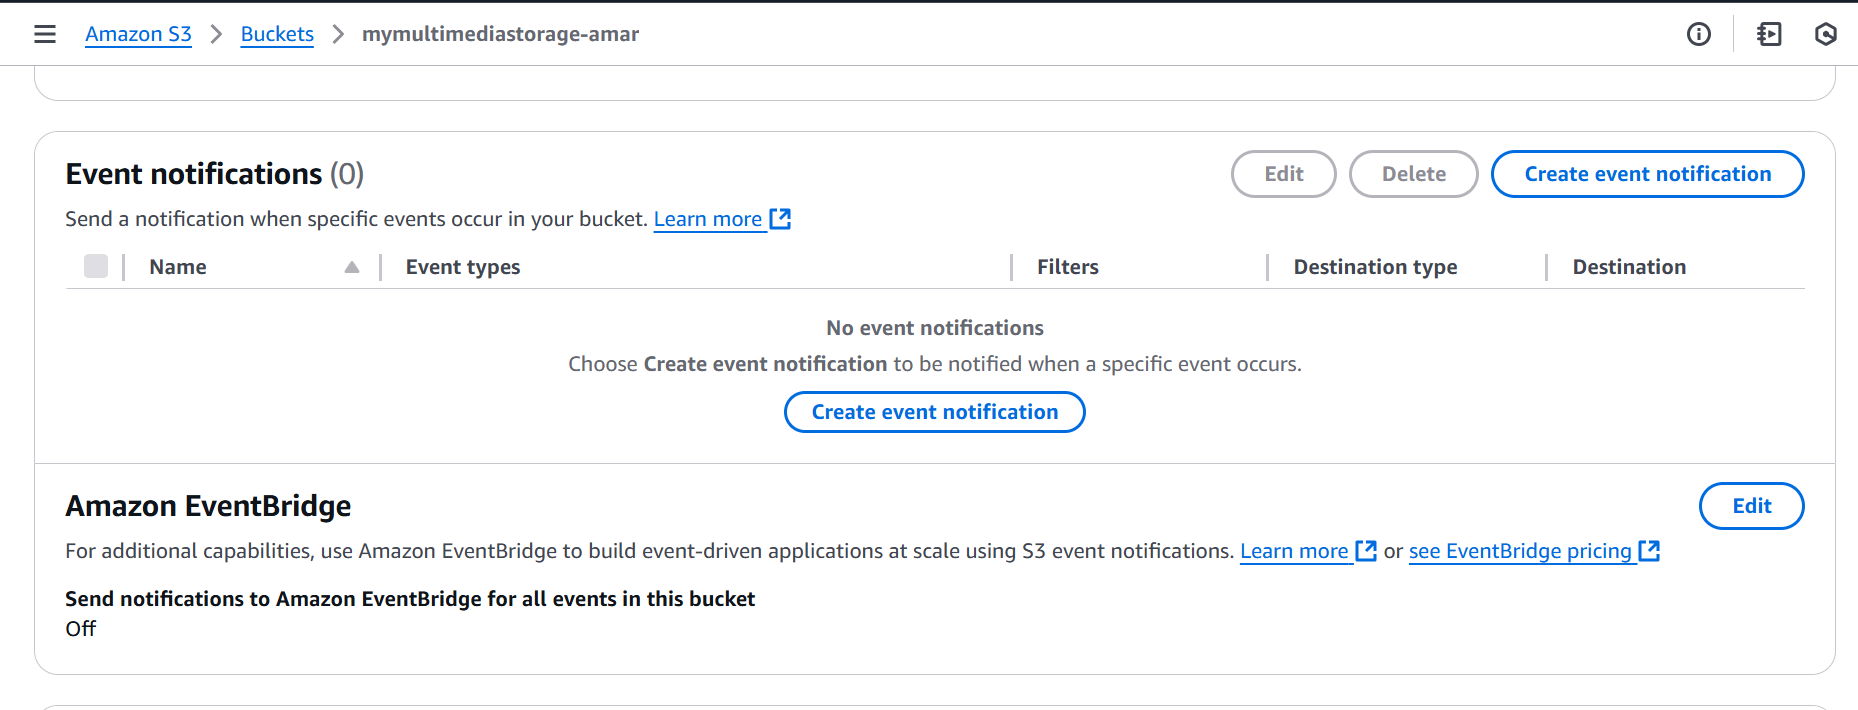 Amazon S3 > Buckets > mymultimediastorage-amar
Event notifications (0)
Edit
Delete
Create event notification
Send a notification when specific events occur in your bucket. Learn more
Name
Event types
Filters
Destination type
Destination
No event notifications
Choose Create event notification to be notified when a specific event occurs.
Create event notification
Amazon EventBridge
Edit
For additional capabilities, use Amazon EventBridge to build event-driven applications at scale using S3 event notifications. Learn more or see EventBridge pricing
Send notifications to Amazon EventBridge for all events in this bucket
Off